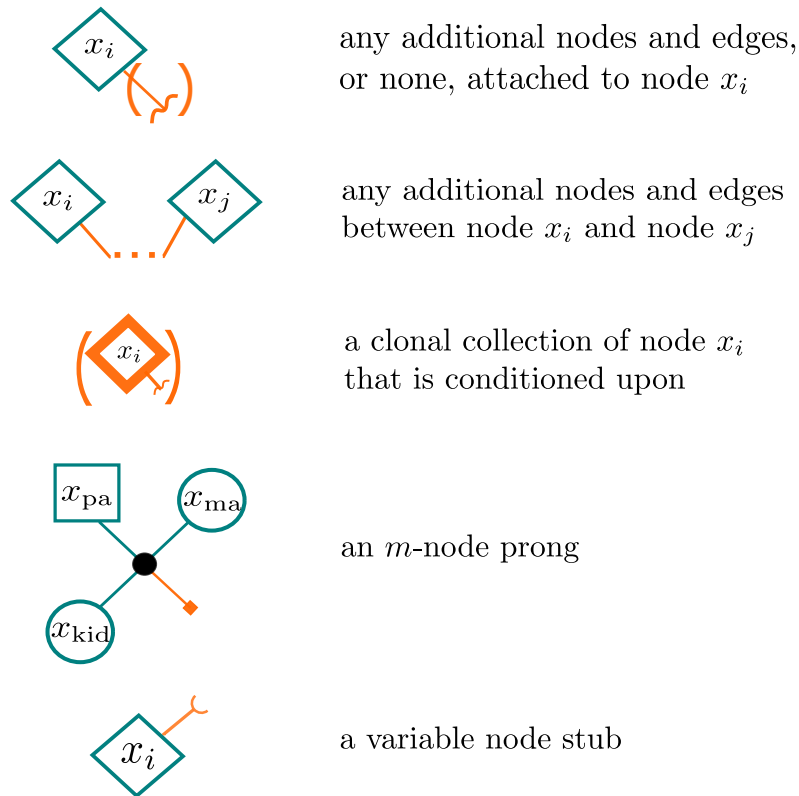 x_i
any additional nodes and edges,
or none, attached to node x_i
x_i
x_j
any additional nodes and edges
between node x_i and node x_j
x_i
a clonal collection of node x_i
that is conditioned upon
x_pa
x_ma
an m-node prong
x_kid
x_i
a variable node stub